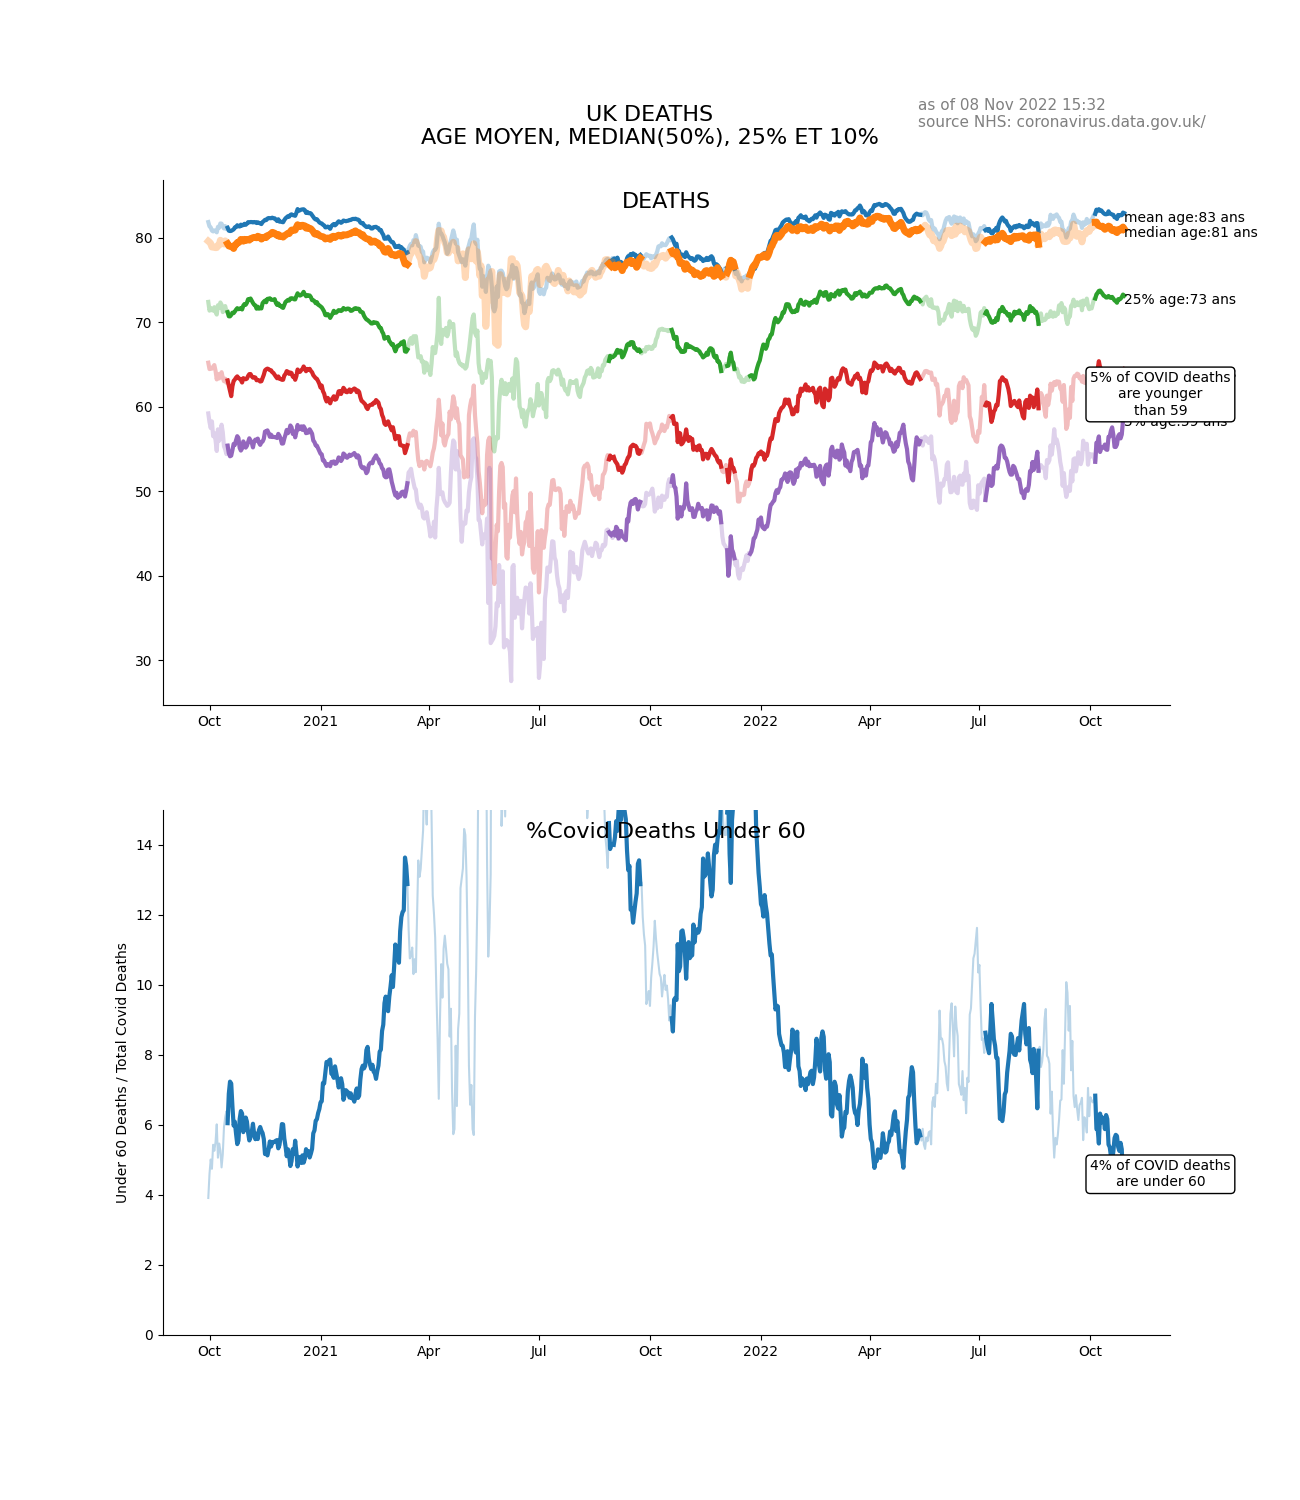 UK DEATHS
AGE MOYEN, MEDIAN(50%), 25% ET 10%
as of 08 Nov 2022 15:32
source NHS: coronavirus.data.gov.uk/
DEATHS
80
70
60
50
40
30
mean age:83 ans
median age:81 ans
25% age:73 ans
5% of COVID deaths
are younger
than 59
5% age:59 ans
Oct
2021
Apr
Jul
Oct
2022
Apr
Jul
Oct
%Covid Deaths Under 60
Under 60 Deaths / Total Covid Deaths
14
12
10
8
6
4
2
0
4% of COVID deaths
are under 60
Oct
2021
Apr
Jul
Oct
2022
Apr
Jul
Oct